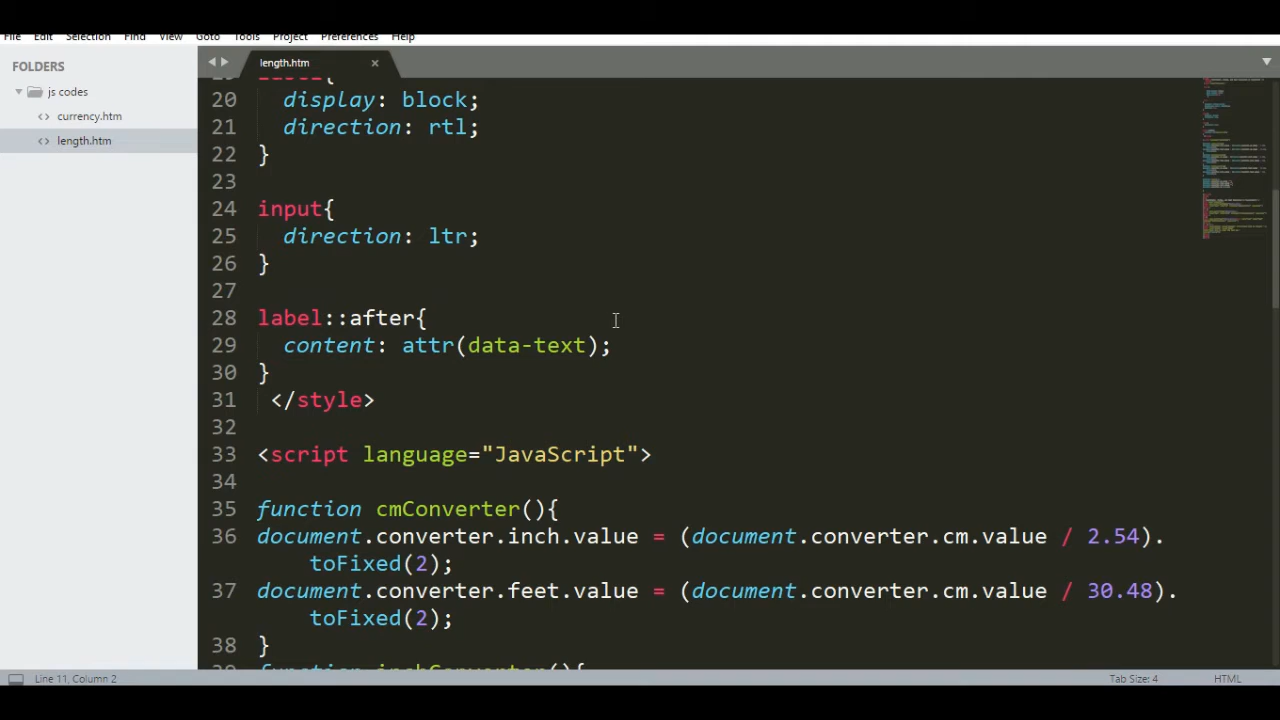 File Edit Selection Find View Goto Tools Project Preferences Help
FOLDERS
js codes
currency.htm
length.htm
length.htm
20 display: block;
21 direction: rtl;
22 }
23
24 input{
25 direction: ltr;
26 }
27
28 label::after{
29 content: attr(data-text);
30 }
31 </style>
32
33 <script language="JavaScript">
34
35 function cmConverter(){
36 document.converter.inch.value = (document.converter.cm.value / 2.54).
toFixed(2);
37 document.converter.feet.value = (document.converter.cm.value / 30.48).
toFixed(2);
38 }
Line 11, Column 2
Tab Size: 4
HTML